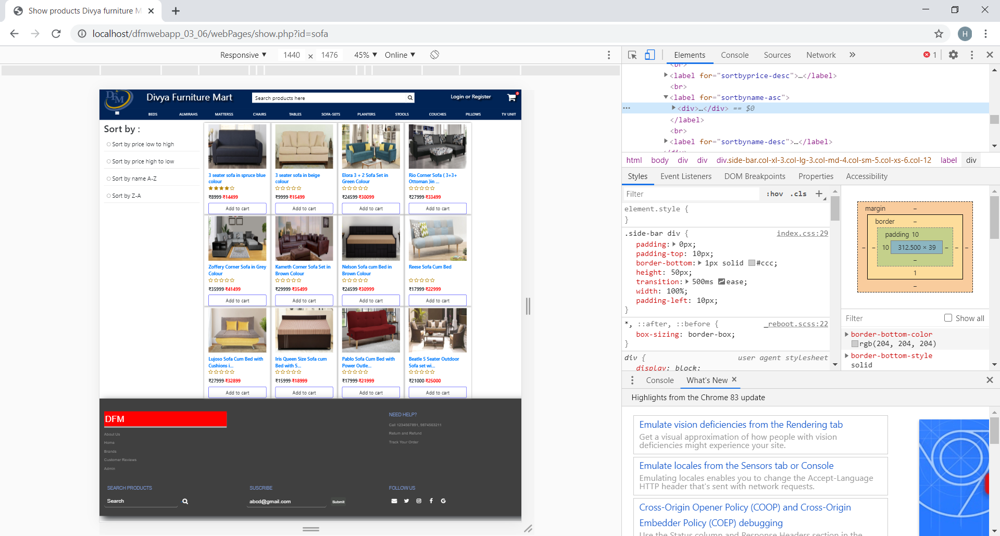 Show products Divya furniture M
localhost/dfmwebapp_03_06/webPages/show.php?id=sofa
H
Responsive ▼ 1440 × 1476 45% ▼ Online ▼
DFM
Divya Furniture Mart
Search products here
Login or Register
0
BEDS ALMIRAHS MATTERSS CHAIRS TABLES SOFA-SETS PLANTERS STOOLS COUCHES PILLOWS TV UNIT
Sort by :
Sort by price low to high
Sort by price high to low
Sort by name A-Z
Sort by Z-A
3 seater sofa in spruce blue
colour
₹8999 ₹14499
Add to cart
3 seater sofa in beige
colour
₹9999 ₹15499
Add to cart
Elora 3 + 2 Sofa Set in
Green Colour
₹24599 ₹30099
Add to cart
Rio Corner Sofa ( 3+3+
Ottoman )in ...
₹27999 ₹33499
Add to cart
Zoffery Corner Sofa in Grey
Colour
₹35999 ₹41499
Add to cart
Kameth Corner Sofa Set in
Brown Colour
₹29999 ₹35499
Add to cart
Nelson Sofa cum Bed in
Brown Colour
₹24599 ₹30999
Add to cart
Reese Sofa Cum Bed
₹17999 ₹22999
Add to cart
Lujoso Sofa Cum Bed with
Cushions i...
₹27999 ₹32899
Add to cart
Iris Queen Size Sofa cum
Bed with S...
₹15999 ₹18999
Add to cart
Pablo Sofa Cum Bed with
Power Outle...
₹17999 ₹21999
Add to cart
Beatle 5 Seater Outdoor
Sofa set wi...
₹21000 ₹25000
Add to cart
DFM
About Us
Home
Brands
Customer Reviews
Admin
NEED HELP?
Call 1234567891, 9874563211
Return and Refund
Track Your Order
SEARCH PRODUCTS
Search
SUSCRIBE
abcd@gmail.com Submit
FOLLOW US
Elements Console Sources Network » 1
<br>
<label for="sortbyprice-desc">…</label>
<br>
<label for="sortbyname-asc">
<div>…</div> == $0
</label>
<br>
<label for="sortbyname-desc">…</label>
</div>
html body div div div.side-bar.col-xl-3.col-lg-3.col-md-4.col-sm-5.col-xs-6.col-12 label div
Styles Event Listeners DOM Breakpoints Properties Accessibility
Filter :hov .cls +
element.style {
}
.side-bar div { index.css:29
padding: 0px;
padding-top: 10px;
border-bottom: 1px solid #ccc;
height: 50px;
transition: 500ms ease;
width: 100%;
padding-left: 10px;
}
*, ::after, ::before { _reboot.scss:22
box-sizing: border-box;
}
div { user agent stylesheet
display: block;
margin –
border –
padding 10
– – 10 312.500 × 39 – – –
–
1
–
Filter Show all
border-bottom-color
rgb(204, 204, 204)
border-bottom-style
solid
Console What's New
Highlights from the Chrome 83 update
Emulate vision deficiencies from the Rendering tab
Get a visual approximation of how people with vision
deficiencies might experience your site.
Emulate locales from the Sensors tab or Console
Emulating locales enables you to change the Accept-Language
HTTP header that's sent with network requests.
Cross-Origin Opener Policy (COOP) and Cross-Origin
Embedder Policy (COEP) debugging
Use the Status column and Response Headers section in the